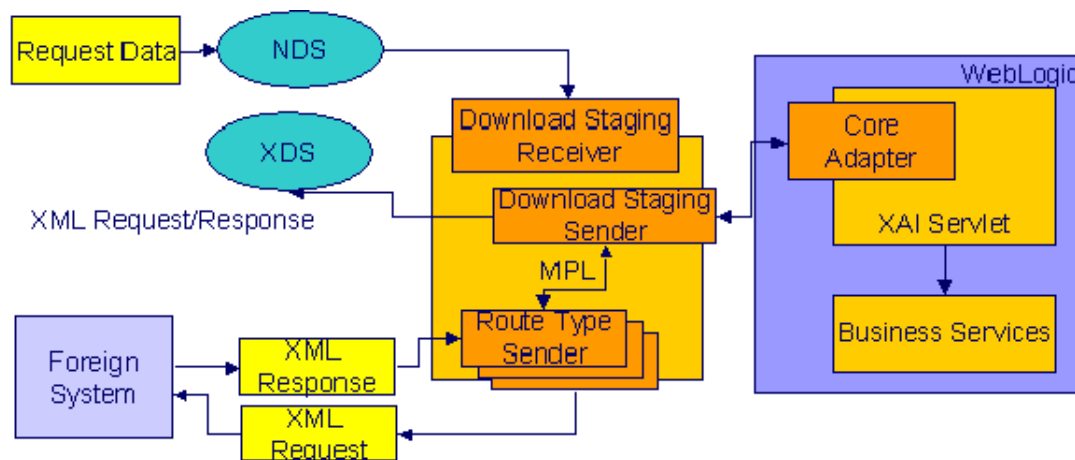 Request Data
NDS
WebLogic
Download Staging
Receiver
Core
Adapter
XDS
XML Request/Response
Download Staging
Sender
XAI Servlet
MPL
Route Type
Sender
Business Services
Foreign
System
XML
Response
XML
Request